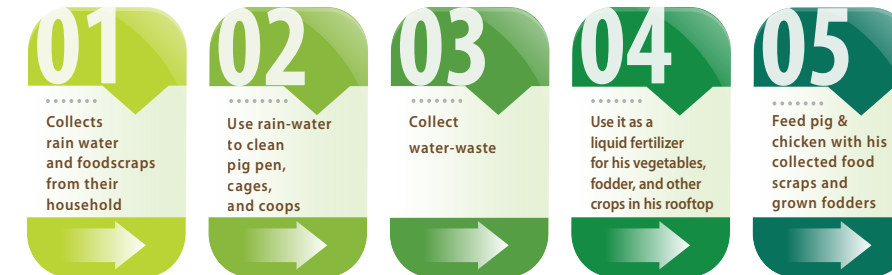 01
Collects
rain water
and foodscraps
from their
household
02
Use rain-water
to clean
pig pen,
cages,
and coops
03
Collect
water-waste
04
Use it as a
liquid fertilizer
for his vegetables,
fodder, and other
crops in his rooftop
05
Feed pig &
chicken with his
collected food
scraps and
grown fodders